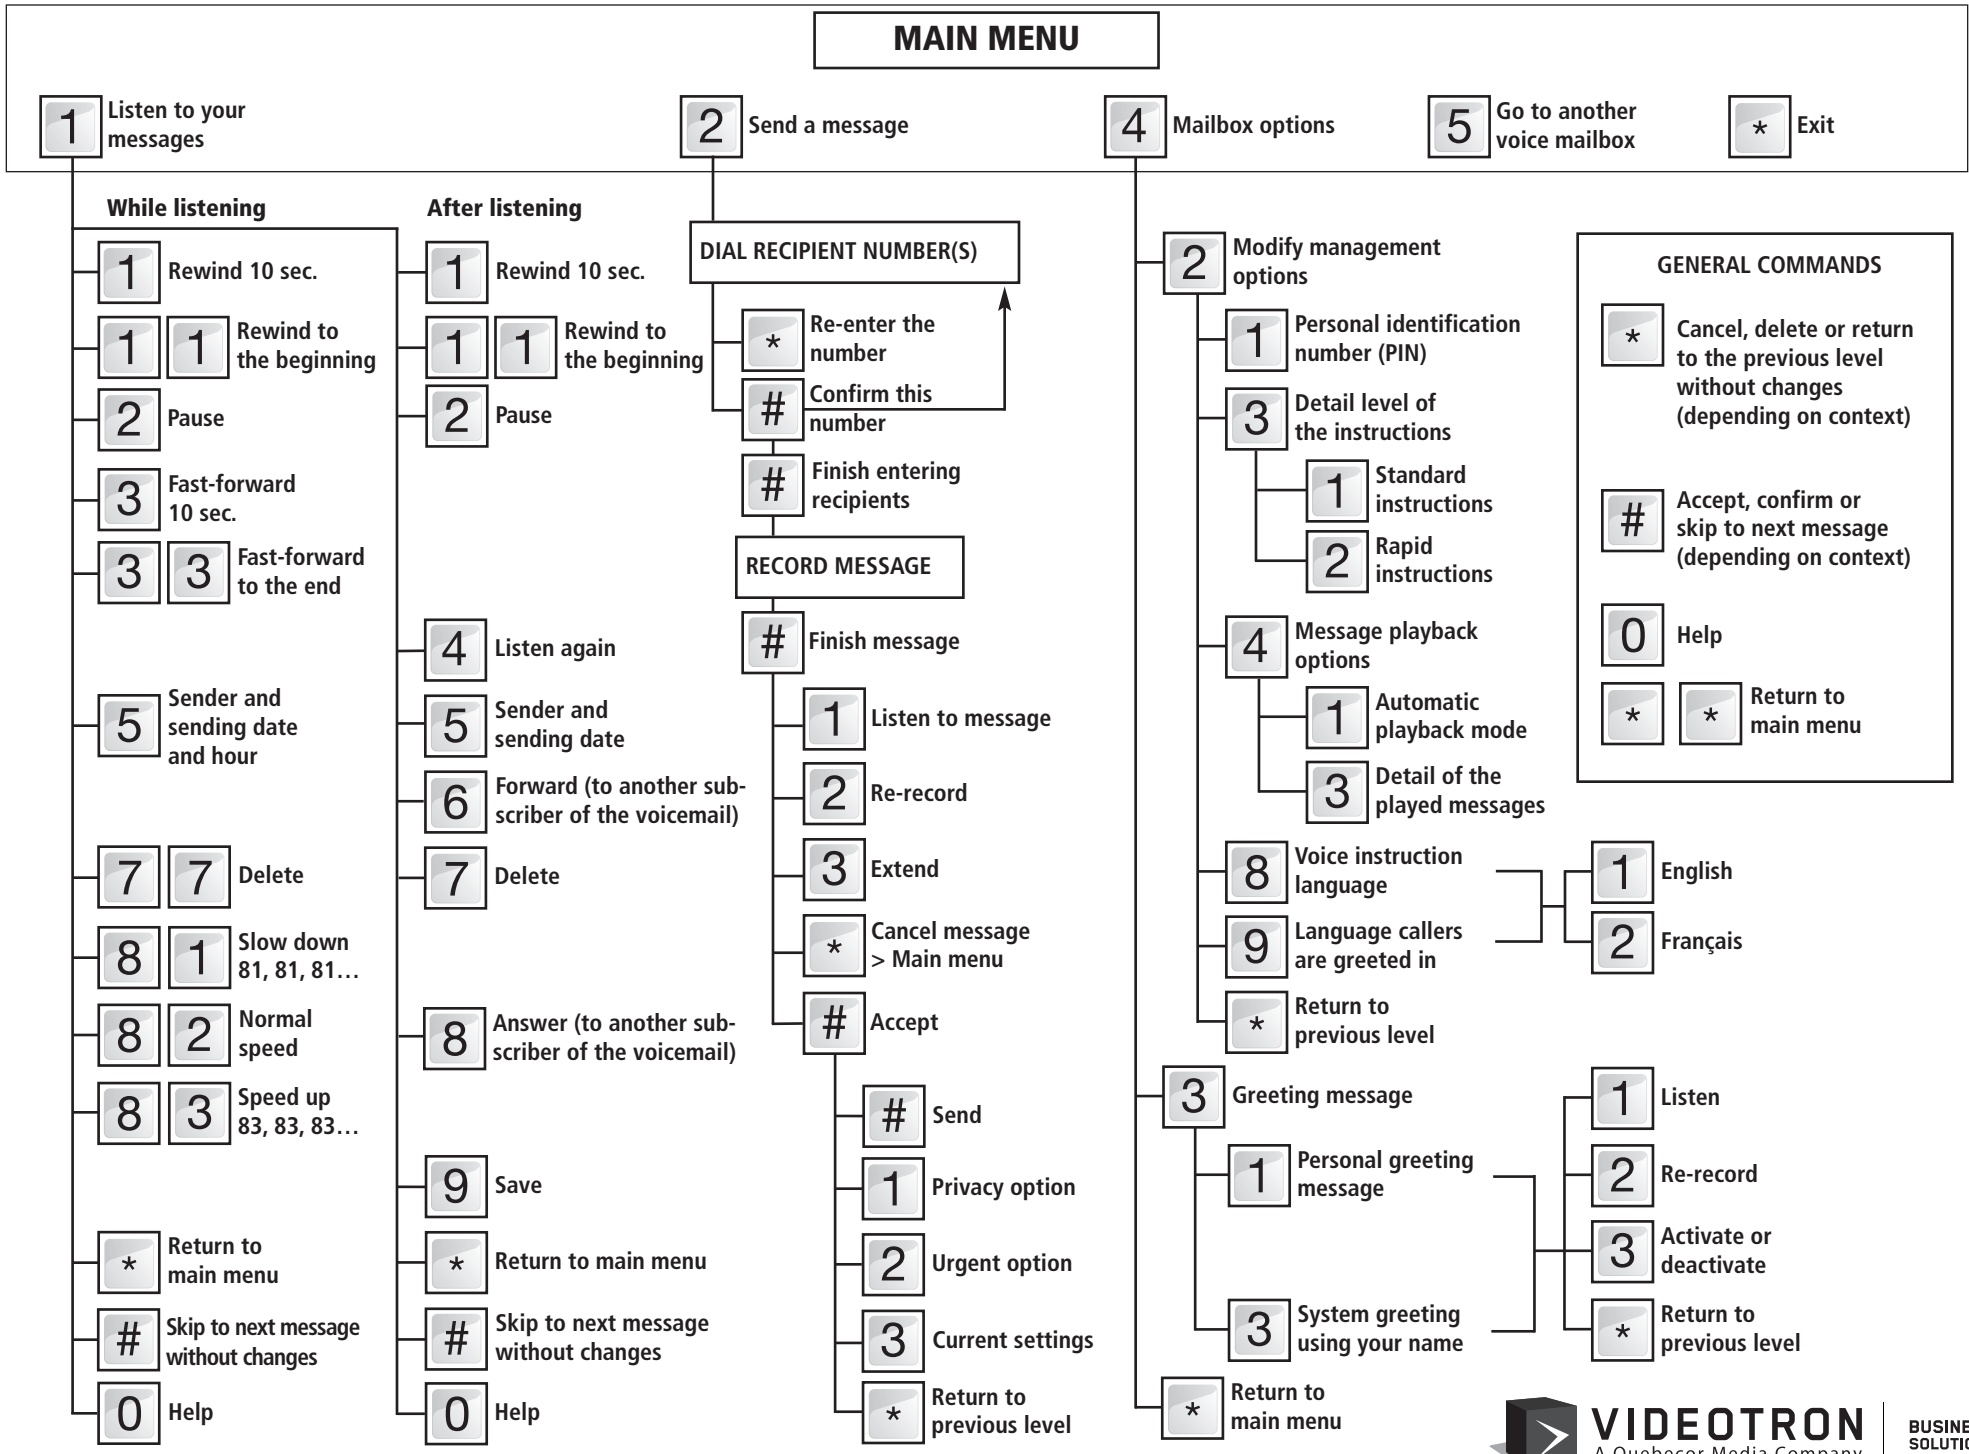 MAIN MENU
1 Listen to your
messages
2 Send a message
4 Mailbox options
5 Go to another
voice mailbox
* Exit
While listening
1 Rewind 10 sec.
1 1 Rewind to
the beginning
2 Pause
3 Fast-forward
10 sec.
3 3 Fast-forward
to the end
5 Sender and
sending date
and hour
7 7 Delete
8 1 Slow down
81, 81, 81…
8 2 Normal
speed
8 3 Speed up
83, 83, 83…
* Return to
main menu
# Skip to next message
without changes
0 Help
After listening
1 Rewind 10 sec.
1 1 Rewind to
the beginning
2 Pause
4 Listen again
5 Sender and
sending date
6 Forward (to another sub-
scriber of the voicemail)
7 Delete
8 Answer (to another sub-
scriber of the voicemail)
9 Save
* Return to main menu
# Skip to next message
without changes
0 Help
DIAL RECIPIENT NUMBER(S)
* Re-enter the
number
# Confirm this
number
# Finish entering
recipients
RECORD MESSAGE
# Finish message
1 Listen to message
2 Re-record
3 Extend
* Cancel message
> Main menu
# Accept
# Send
1 Privacy option
2 Urgent option
3 Current settings
* Return to
previous level
2 Modify management
options
1 Personal identification
number (PIN)
3 Detail level of
the instructions
1 Standard
instructions
2 Rapid
instructions
4 Message playback
options
1 Automatic
playback mode
3 Detail of the
played messages
8 Voice instruction
language
9 Language callers
are greeted in
1 English
2 Français
* Return to
previous level
3 Greeting message
1 Personal greeting
message
3 System greeting
using your name
1 Listen
2 Re-record
3 Activate or
deactivate
* Return to
previous level
* Return to
main menu
GENERAL COMMANDS
* Cancel, delete or return
to the previous level
without changes
(depending on context)
# Accept, confirm or
skip to next message
(depending on context)
0 Help
* * Return to
main menu
VIDEOTRON
A Quebecor Media Company
BUSINE
SOLUTIO